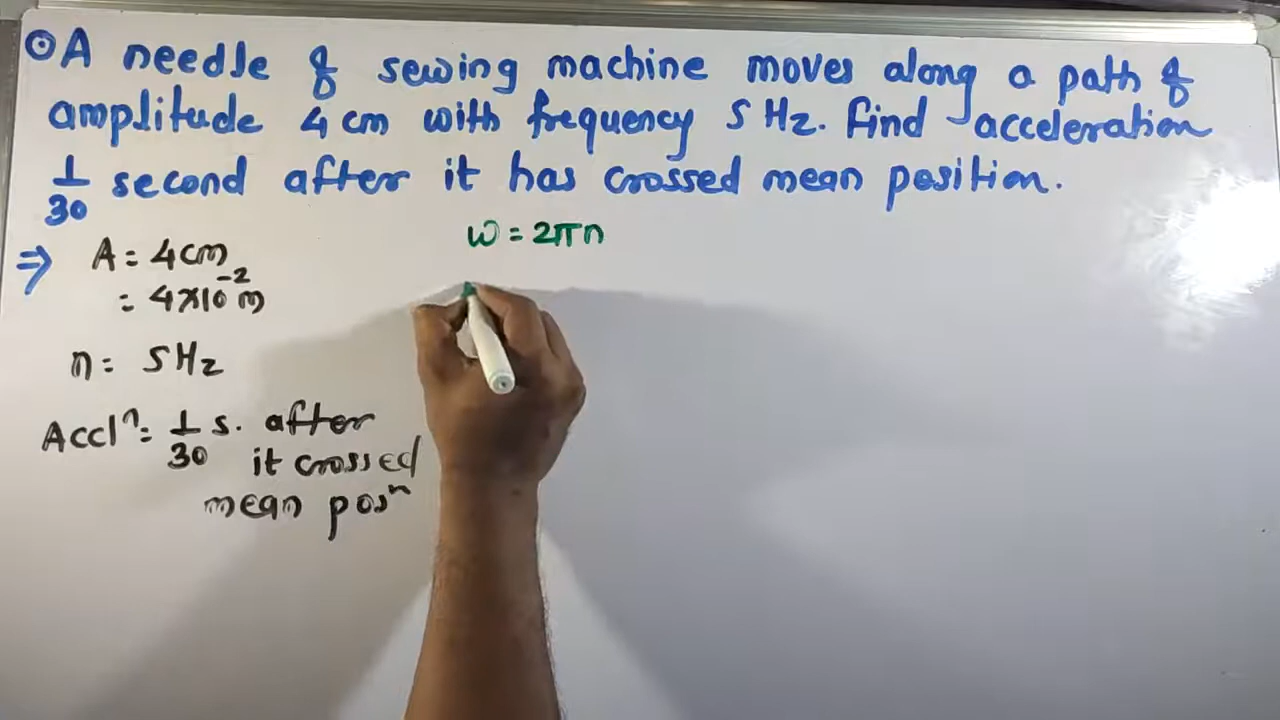 ⊙ A needle of sewing machine moves along a path of
amplitude 4 cm with frequency 5 Hz. Find acceleration
1/30 second after it has crossed mean position.
ω = 2πn
⇒ A = 4cm
= 4×10⁻² m
n = 5 Hz
Acclⁿ = 1/30 s. after
it crossed
mean posⁿ